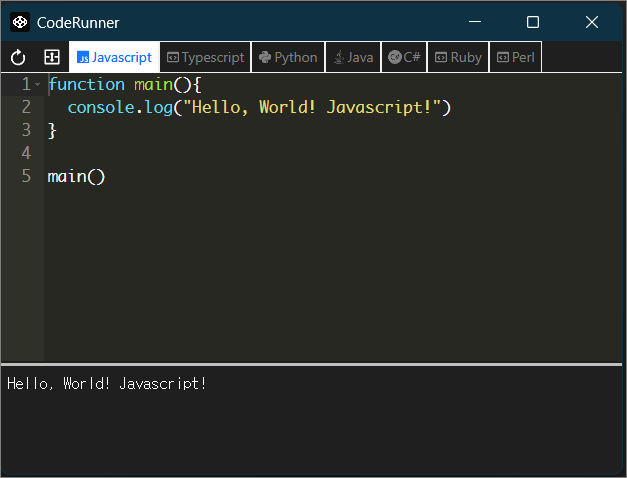 CodeRunner
Javascript Typescript Python Java C# Ruby Perl
1 function main(){
2   console.log("Hello, World! Javascript!")
3 }
4
5 main()
Hello, World! Javascript!